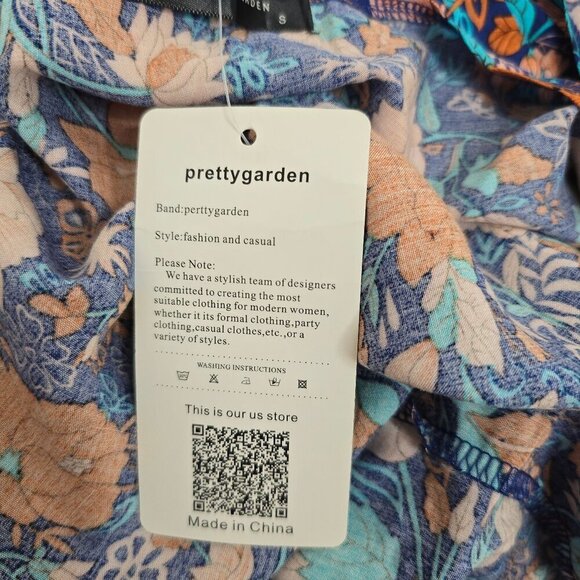 ARDEN S
prettygarden
Band:perttygarden
Style:fashion and casual
Please Note:
We have a stylish team of designers
committed to creating the most
suitable clothing for modern women,
whether it its formal clothing,party
clothing,casual clothes,etc.,or a
variety of styles.
WASHING INSTRUCTIONS
This is our us store
Made in China